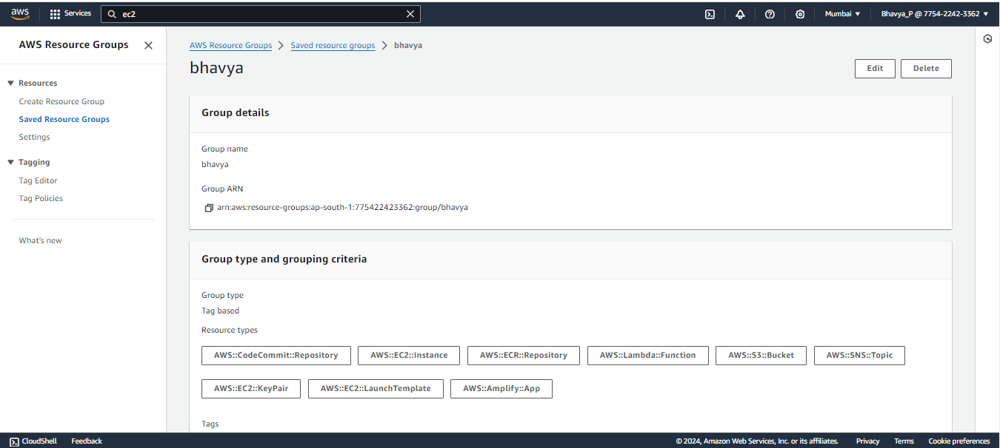 aws Services ec2 Mumbai Bhavya_P @ 7754-2242-3362
AWS Resource Groups
Resources
Create Resource Group
Saved Resource Groups
Settings
Tagging
Tag Editor
Tag Policies
What's new
AWS Resource Groups Saved resource groups bhavya
bhavya
Edit Delete
Group details
Group name
bhavya
Group ARN
arn:aws:resource-groups:ap-south-1:775422423362:group/bhavya
Group type and grouping criteria
Group type
Tag based
Resource types
AWS::CodeCommit::Repository AWS::EC2::Instance AWS::ECR::Repository AWS::Lambda::Function AWS::S3::Bucket AWS::SNS::Topic
AWS::EC2::KeyPair AWS::EC2::LaunchTemplate AWS::Amplify::App
Tags
CloudShell Feedback © 2024, Amazon Web Services, Inc. or its affiliates. Privacy Terms Cookie preferences